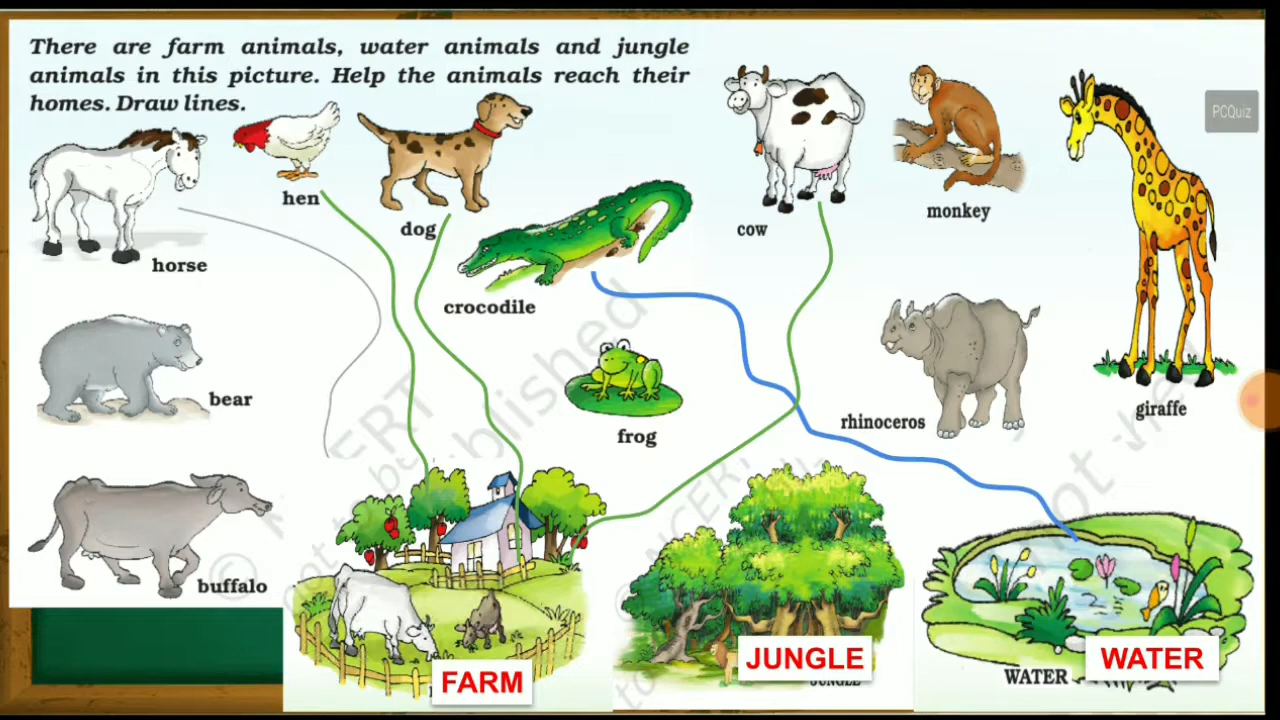 There are farm animals, water animals and jungle
animals in this picture. Help the animals reach their
homes. Draw lines.
PCQuiz
hen
dog
cow
monkey
horse
crocodile
bear
frog
rhinoceros
giraffe
buffalo
FARM
JUNGLE
JUNGLE
WATER
WATER